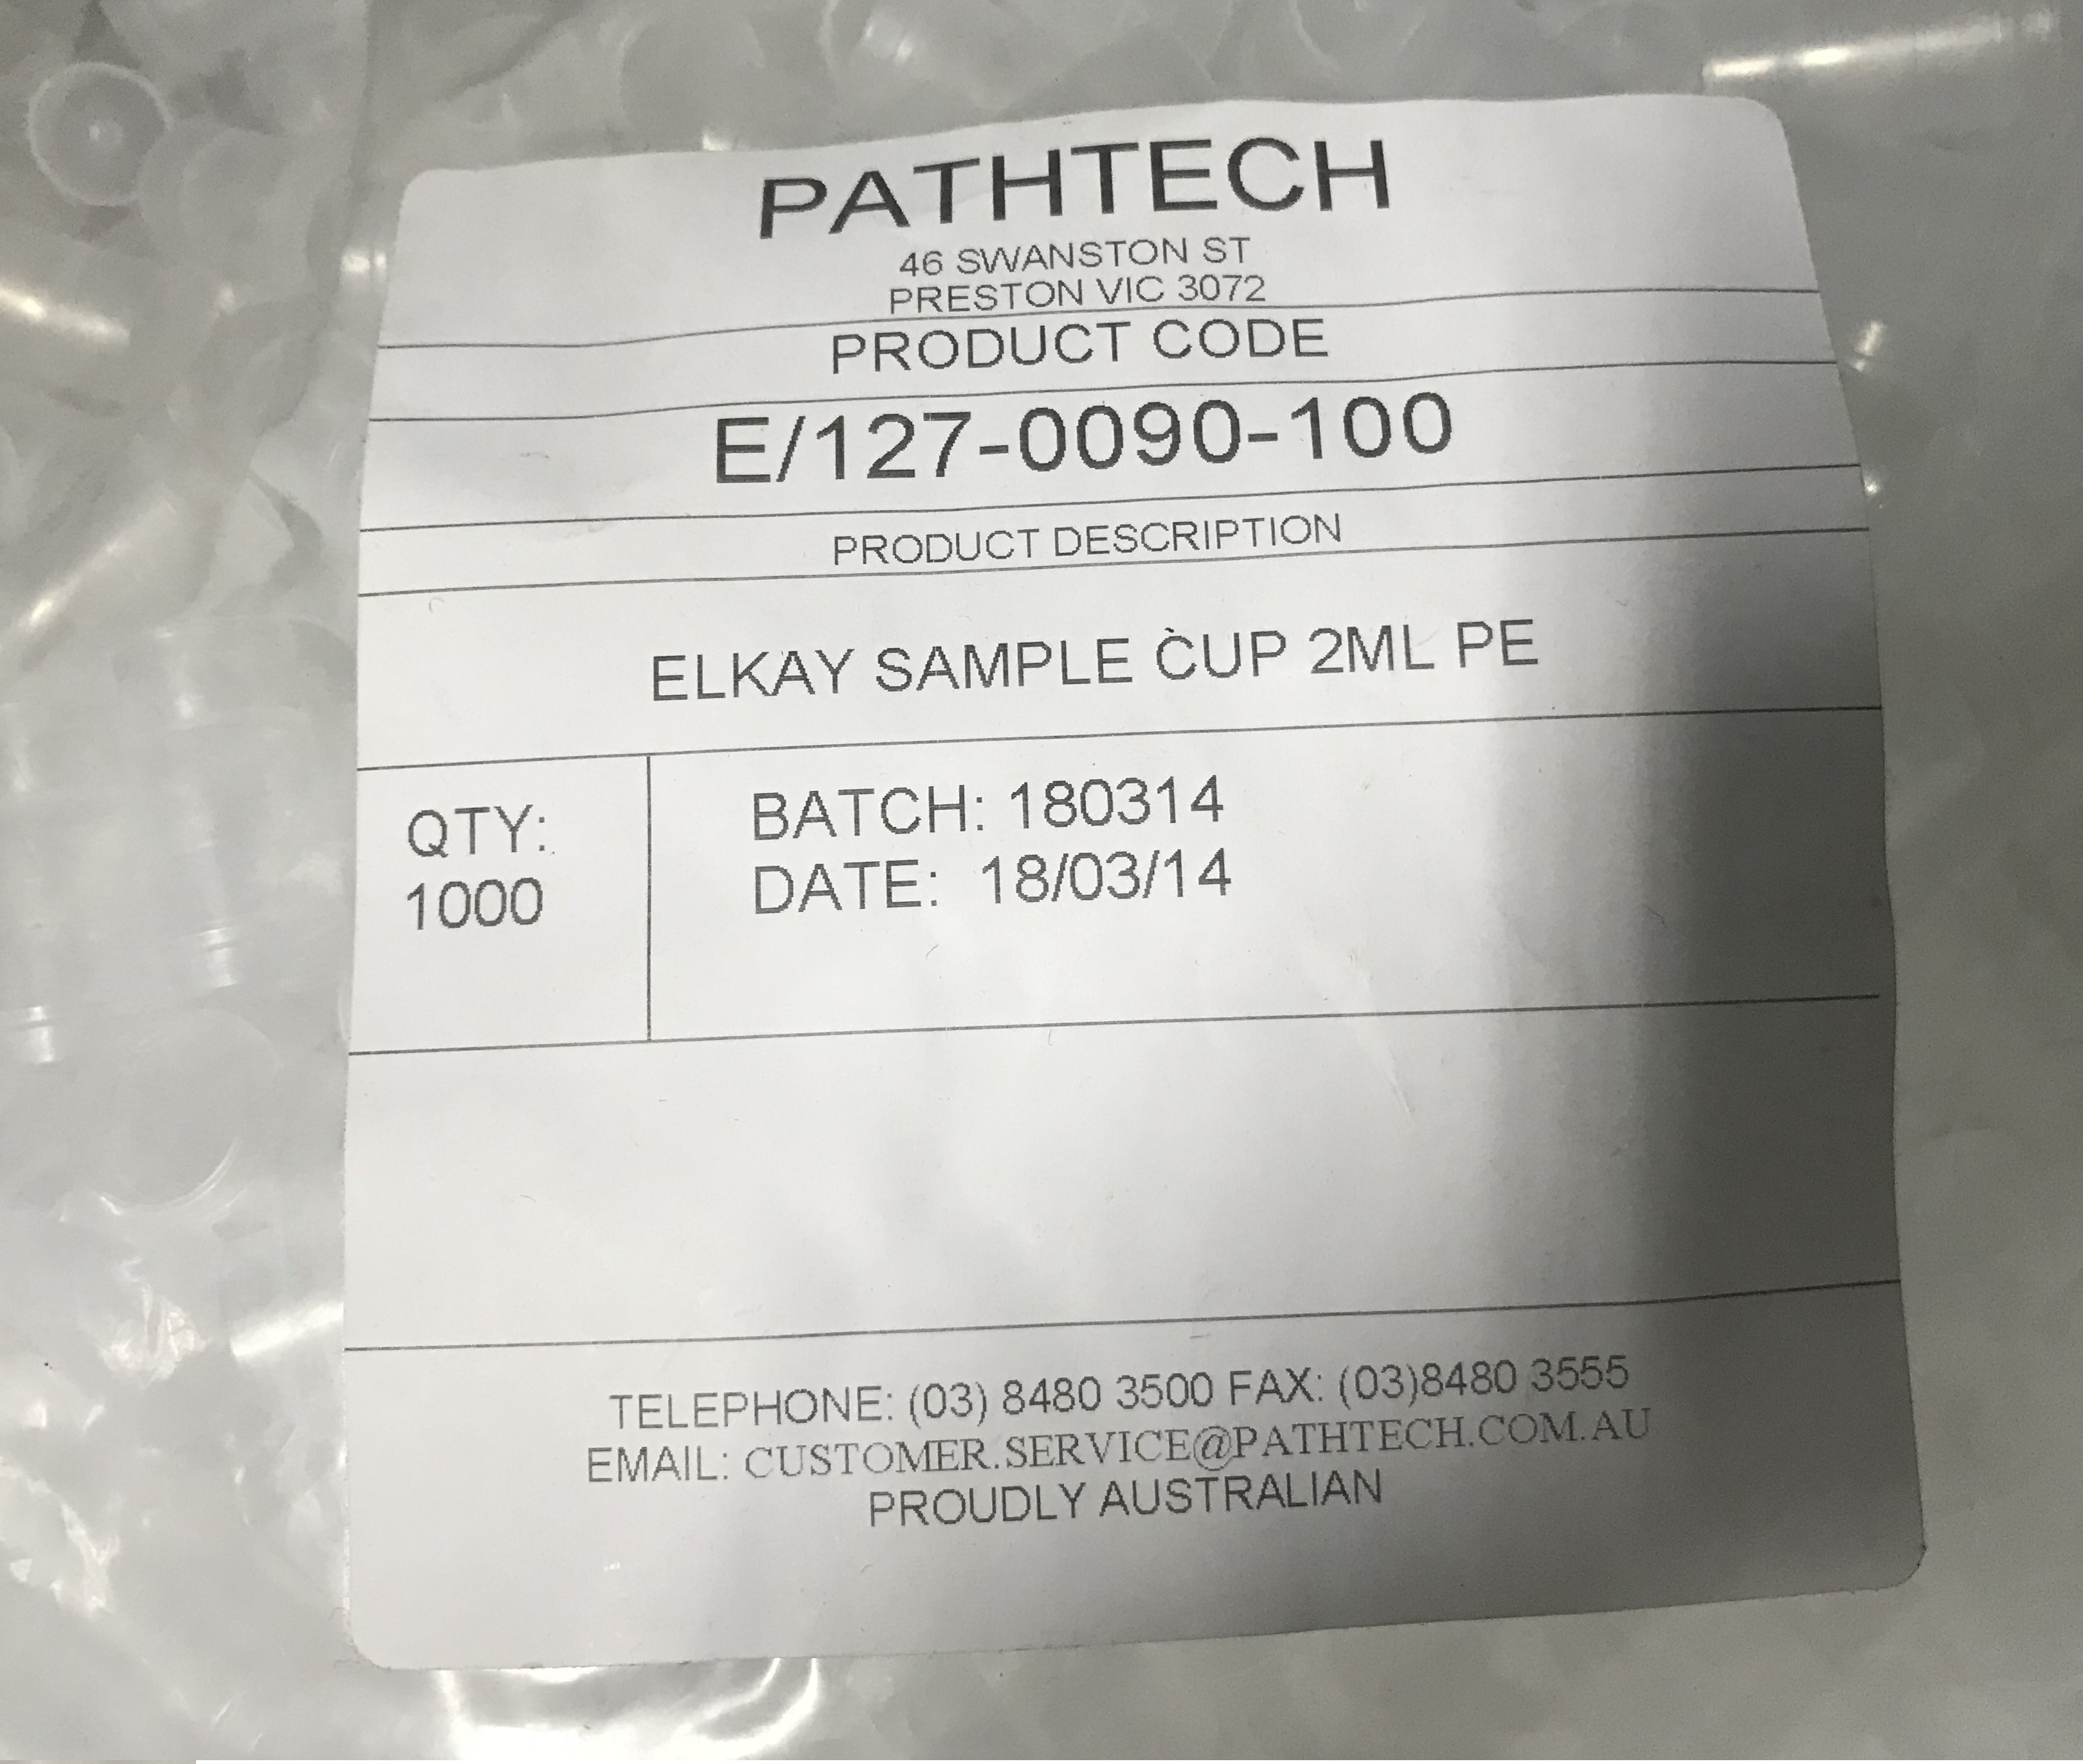 PATHTECH
46 SWANSTON ST
PRESTON VIC 3072
PRODUCT CODE
E/127-0090-100
PRODUCT DESCRIPTION
ELKAY SAMPLE CUP 2ML PE
QTY:
1000
BATCH: 180314
DATE: 18/03/14
TELEPHONE: (03) 8480 3500 FAX: (03)8480 3555
EMAIL: CUSTOMER.SERVICE@PATHTECH.COM.AU
PROUDLY AUSTRALIAN